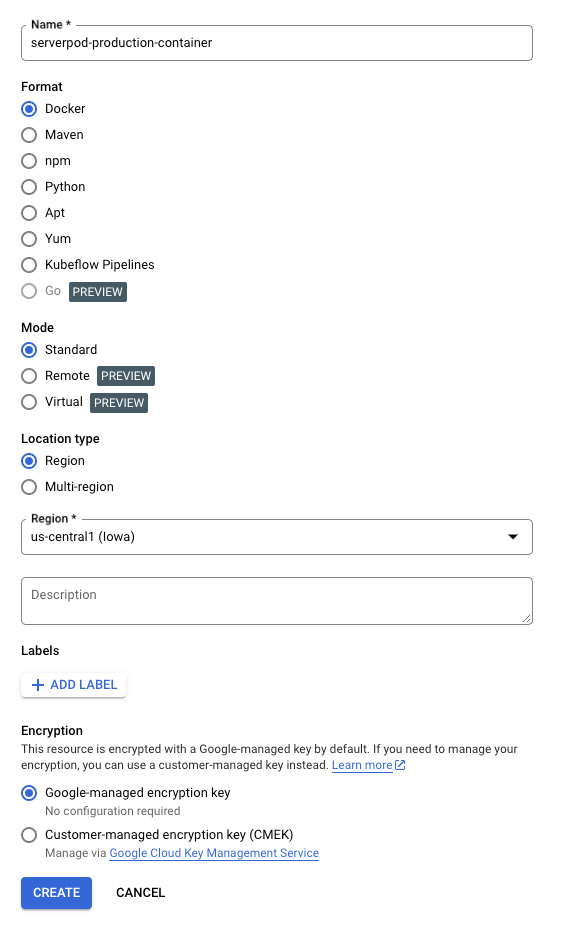 Name *
serverpod-production-container
Format
Docker
Maven
npm
Python
Apt
Yum
Kubeflow Pipelines
Go PREVIEW
Mode
Standard
Remote PREVIEW
Virtual PREVIEW
Location type
Region
Multi-region
Region *
us-central1 (Iowa)
Description
Labels
+ ADD LABEL
Encryption
This resource is encrypted with a Google-managed key by default. If you need to manage your
encryption, you can use a customer-managed key instead. Learn more
Google-managed encryption key
No configuration required
Customer-managed encryption key (CMEK)
Manage via Google Cloud Key Management Service
CREATE CANCEL